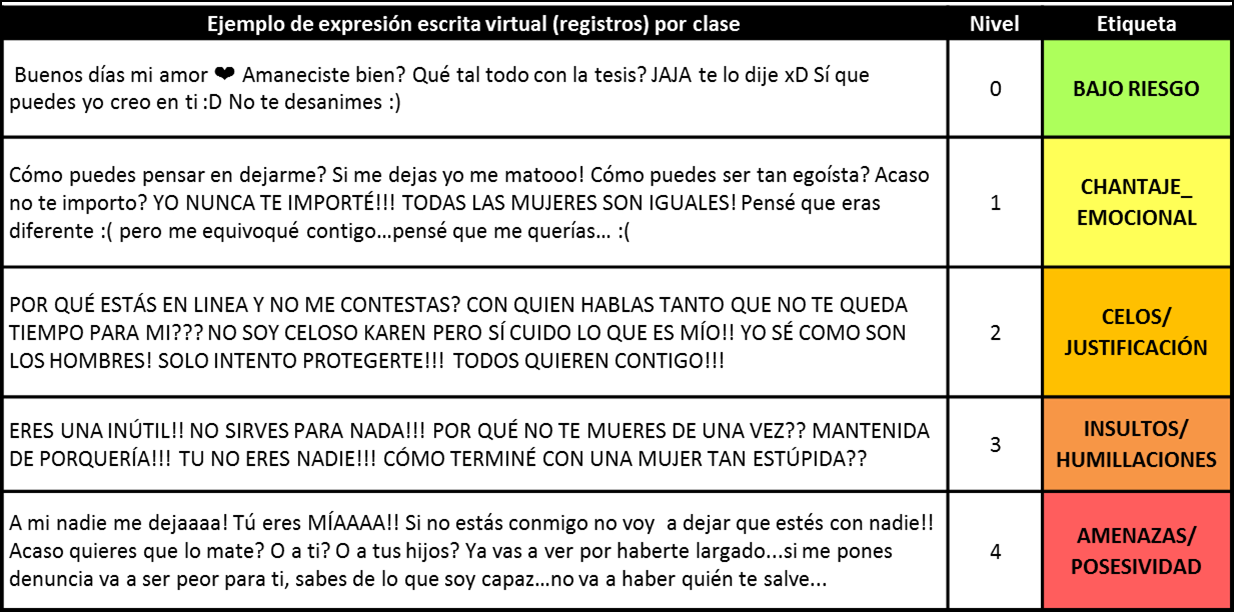 Ejemplo de expresión escrita virtual (registros) por clase Nivel Etiqueta
Buenos días mi amor ❤ Amaneciste bien? Qué tal todo con la tesis? JAJA te lo dije xD Sí que
puedes yo creo en ti :D No te desanimes :)
0
BAJO RIESGO
Cómo puedes pensar en dejarme? Si me dejas yo me matooo! Cómo puedes ser tan egoísta? Acaso
no te importo? YO NUNCA TE IMPORTÉ!!! TODAS LAS MUJERES SON IGUALES! Pensé que eras
diferente :( pero me equivoqué contigo...pensé que me querías... :(
1
CHANTAJE_
EMOCIONAL
POR QUÉ ESTÁS EN LINEA Y NO ME CONTESTAS? CON QUIEN HABLAS TANTO QUE NO TE QUEDA
TIEMPO PARA MI??? NO SOY CELOSO KAREN PERO SÍ CUIDO LO QUE ES MÍO!! YO SÉ COMO SON
LOS HOMBRES! SOLO INTENTO PROTEGERTE!!! TODOS QUIEREN CONTIGO!!!
2
CELOS/
JUSTIFICACIÓN
ERES UNA INÚTIL!! NO SIRVES PARA NADA!!! POR QUÉ NO TE MUERES DE UNA VEZ?? MANTENIDA
DE PORQUERÍA!!! TU NO ERES NADIE!!! CÓMO TERMINÉ CON UNA MUJER TAN ESTÚPIDA??
3
INSULTOS/
HUMILLACIONES
A mi nadie me dejaaaa! Tú eres MÍAAAA!! Si no estás conmigo no voy a dejar que estés con nadie!!
Acaso quieres que lo mate? O a ti? O a tus hijos? Ya vas a ver por haberte largado...si me pones
denuncia va a ser peor para ti, sabes de lo que soy capaz...no va a haber quién te salve...
4
AMENAZAS/
POSESIVIDAD